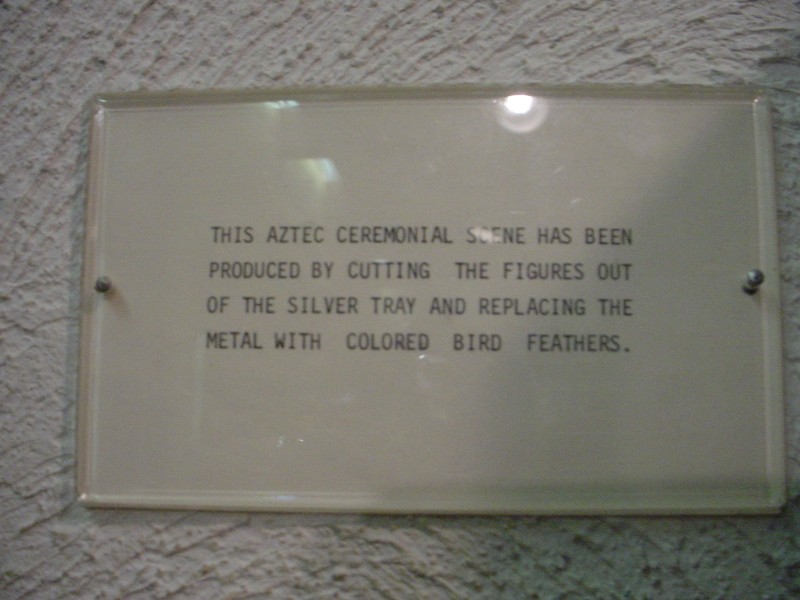 THIS AZTEC CEREMONIAL SCENE HAS BEEN
PRODUCED BY CUTTING THE FIGURES OUT
OF THE SILVER TRAY AND REPLACING THE
METAL WITH COLORED BIRD FEATHERS.